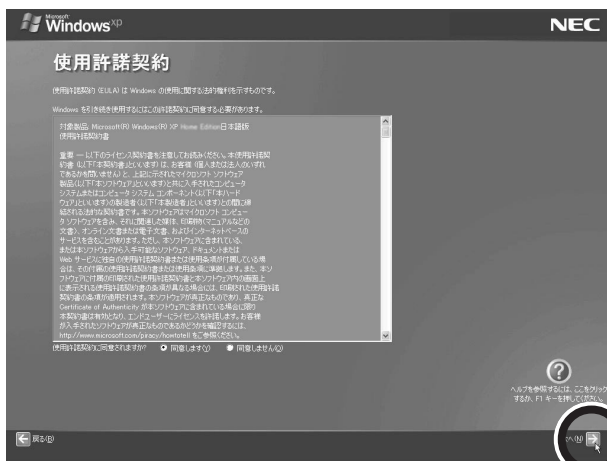 Microsoft
Windows xp
NEC
使用許諾契約
使用許諾契約 (EULA) は Windows の使用に関する法的権利を示すものです。
Windows を引き続き使用するにはこの許諾契約に同意する必要があります。
対象製品: Microsoft(R) Windows(R) XP Home Edition日本語版
使用許諾契約書
重要 ― 以下のライセンス契約書を注意してお読みください。本使用許諾契
約書 (以下「本契約書」といいます) は、お客様 (個人または法人のいずれ
であるかを問いません) と、上記に示されたマイクロソフト ソフトウェア
製品(以下「本ソフトウェア」といいます)と共に入手されたコンピュータ
システムまたはコンピュータ システム コンポーネント(以下「本ハード
ウェア」といいます)の製造者(以下「本製造者」といいます)との間に締
結される法的な契約書です。本ソフトウェアはマイクロソフト コンピュー
タ ソフトウェアを含み、それに関連した媒体、印刷物(マニュアルなどの
文書)、オンライン文書または電子文書、およびインターネットベースの
サービスを含むことがあります。ただし、本ソフトウェアに含まれている、
または本ソフトウェアから入手可能なソフトウェア、ドキュメントまたは
Web サービスに独自の使用許諾契約書または使用条項が付属している場
合は、その付属の使用許諾契約書または使用条項に準拠します。また、本ソ
フトウェアに付属の印刷された使用許諾契約書と本ソフトウェア内の画面上
に表示される使用許諾契約書の条項が異なる場合には、印刷された使用許諾
契約書の条項が適用されます。本ソフトウェアが真正なものであり、真正な
Certificate of Authenticity が本ソフトウェアに含まれている場合に限り
本契約書は有効となり、エンドユーザーにライセンスを許諾します。お客様
が入手されたソフトウェアが真正なものであるかどうかを確認するには、
http://www.microsoft.com/piracy/howtotell をご参照ください。
使用許諾契約に同意されますか? 同意します(Y) 同意しません(O)
ヘルプを参照するには、ここをクリック
するか、F1 キーを押してください。
戻る(B)
次へ(N)